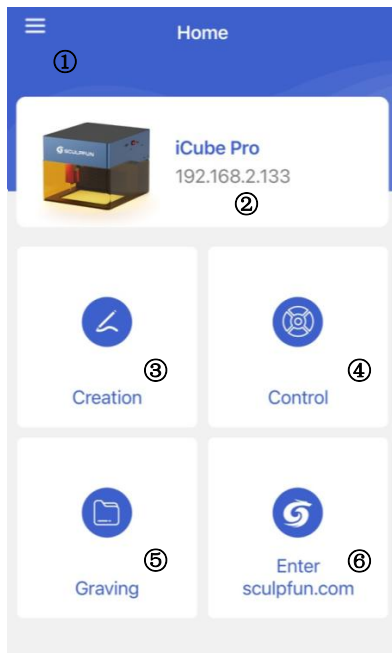 Home
①
SCULPFUN
iCube Pro
192.168.2.133
②
③
④
Creation
Control
⑤
⑥
Graving
Enter
sculpfun.com